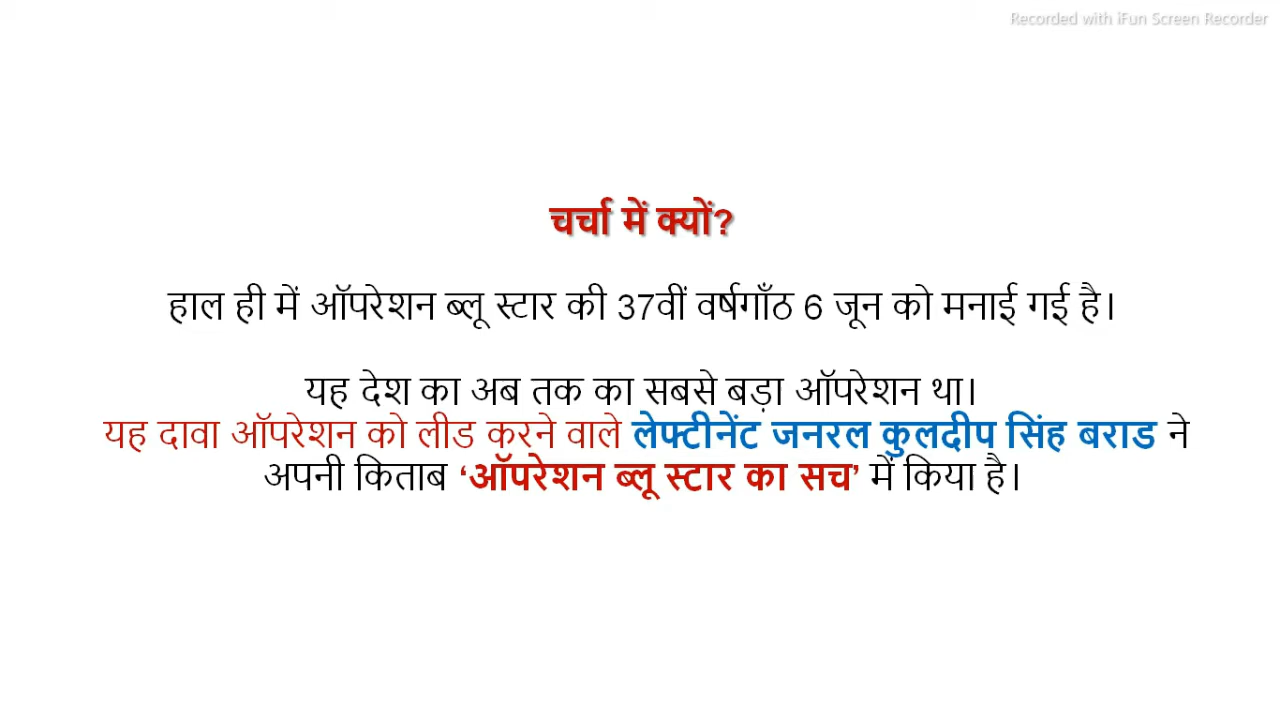 Recorded with iFun Screen Recorder
चर्चा में क्यों?
हाल ही में ऑपरेशन ब्लू स्टार की 37वीं वर्षगाँठ 6 जून को मनाई गई है।
यह देश का अब तक का सबसे बड़ा ऑपरेशन था।
यह दावा ऑपरेशन को लीड करने वाले लेफ्टीनेंट जनरल कुलदीप सिंह बराड ने
अपनी किताब ‘ऑपरेशन ब्लू स्टार का सच’ में किया है।